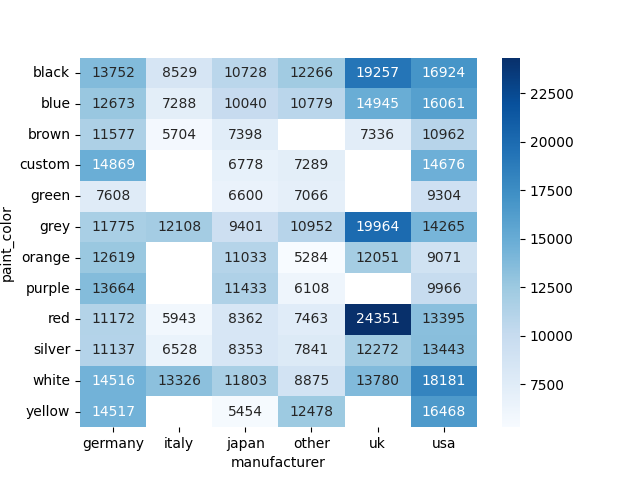 black 13752 8529 10728 12266 19257 16924
blue 12673 7288 10040 10779 14945 16061
brown 11577 5704 7398 7336 10962
custom 14869 6778 7289 14676
green 7608 6600 7066 9304
grey 11775 12108 9401 10952 19964 14265
orange 12619 11033 5284 12051 9071
purple 13664 11433 6108 9966
red 11172 5943 8362 7463 24351 13395
silver 11137 6528 8353 7841 12272 13443
white 14516 13326 11803 8875 13780 18181
yellow 14517 5454 12478 16468
germany italy japan other uk usa
manufacturer
paint_color
22500
20000
17500
15000
12500
10000
7500